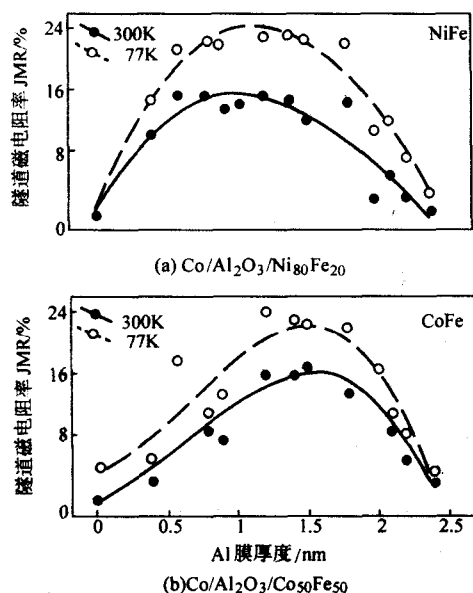 24
16
8
0
隧道磁电阻率 JMR/%
300K
77K
NiFe
(a) Co/Al₂O₃/Ni₈₀Fe₂₀
24
16
8
0
隧道磁电阻率 JMR/%
300K
77K
CoFe
0 0.5 1 1.5 2 2.5
Al 膜厚度/nm
(b)Co/Al₂O₃/Co₅₀Fe₅₀